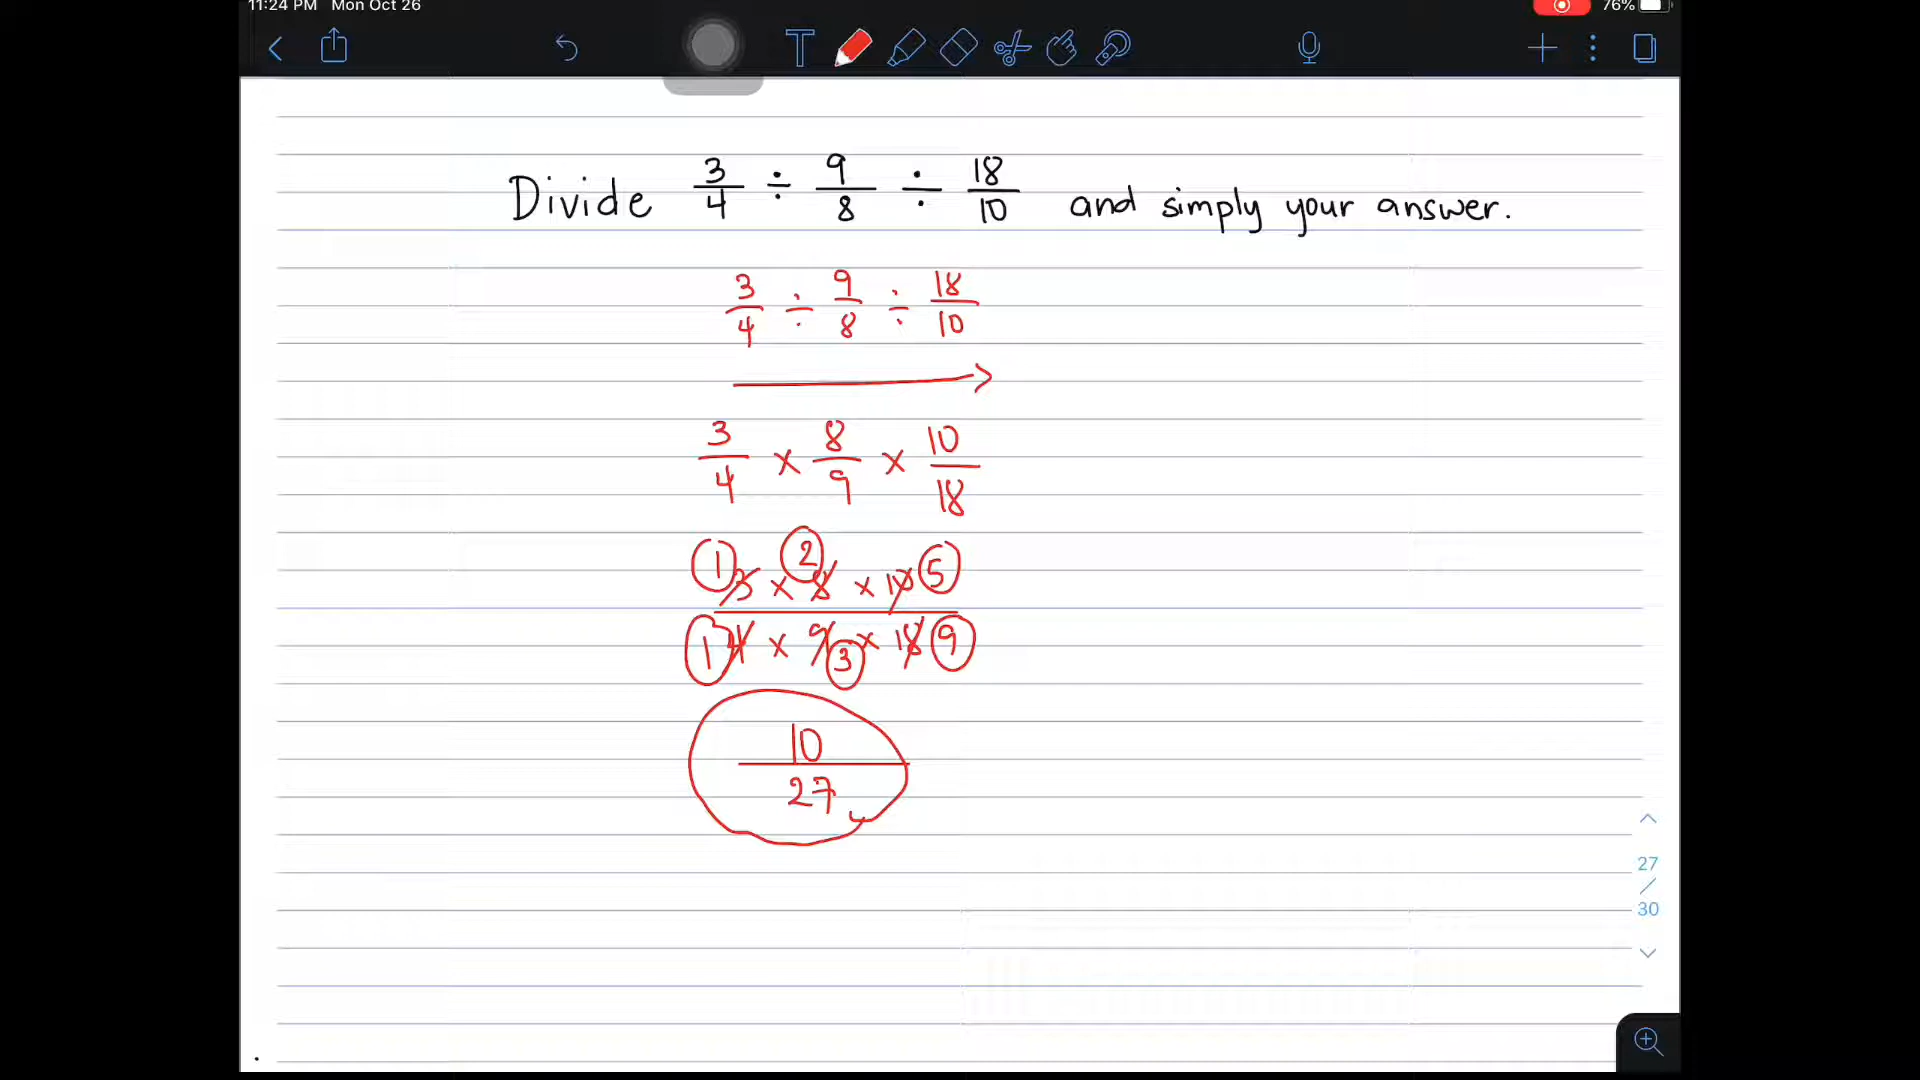 11:24 PM Mon Oct 26 76%
T
Divide 3/4 ÷ 9/8 ÷ 18/10 and simply your answer.
3/4 ÷ 9/8 ÷ 18/10
3/4 × 8/9 × 10/18
1 2 5
3 × 8 × 10
4 × 9 × 18
1 3 9
10/27
27
/
30